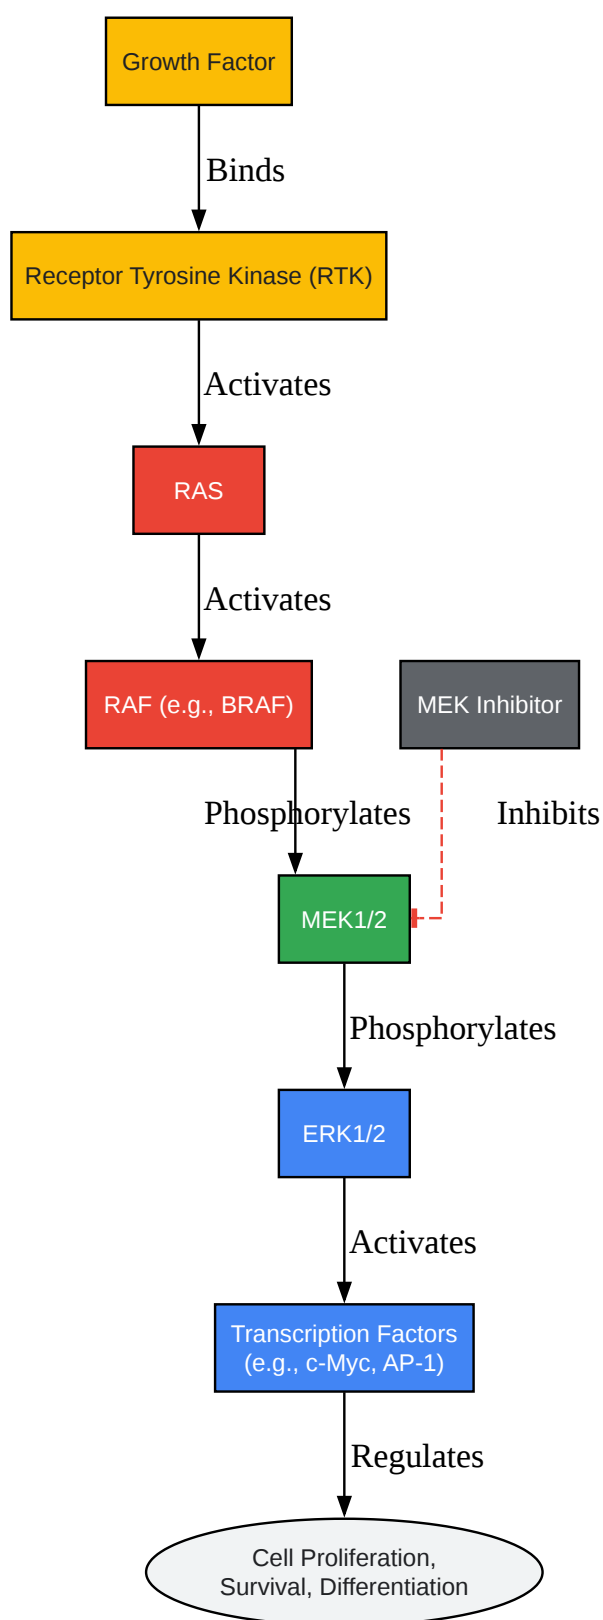 Growth Factor
Binds
Receptor Tyrosine Kinase (RTK)
Activates
RAS
Activates
RAF (e.g., BRAF)
MEK Inhibitor
Phosphorylates
Inhibits
MEK1/2
Phosphorylates
ERK1/2
Activates
Transcription Factors
(e.g., c-Myc, AP-1)
Regulates
Cell Proliferation,
Survival, Differentiation